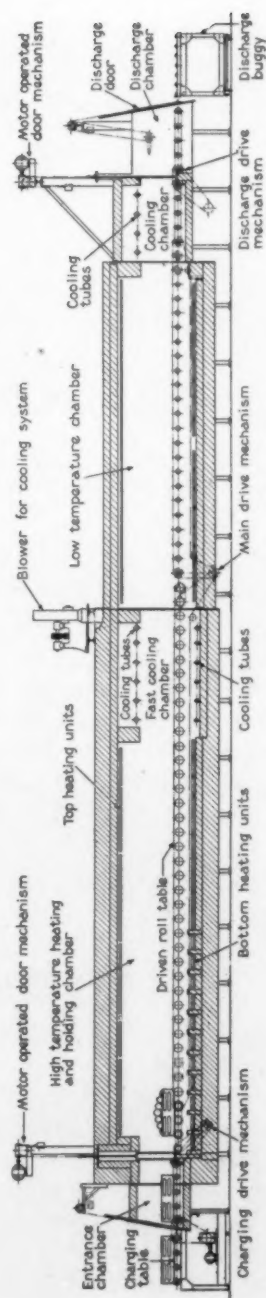 Motor operated door mechanism
Entrance
chamber
Charging
table
High temperature heating
and holding chamber
Top heating units
Blower for cooling system
Cooling tubes
Fast cooling
chamber
Low temperature chamber
Cooling
tubes
Cooling
chamber
Motor operated
door mechanism
Discharge
door
Discharge
chamber
Driven roll table
Charging drive mechanism
Bottom heating units
Cooling tubes
Main drive mechanism
Discharge drive
mechanism
Discharge
buggy